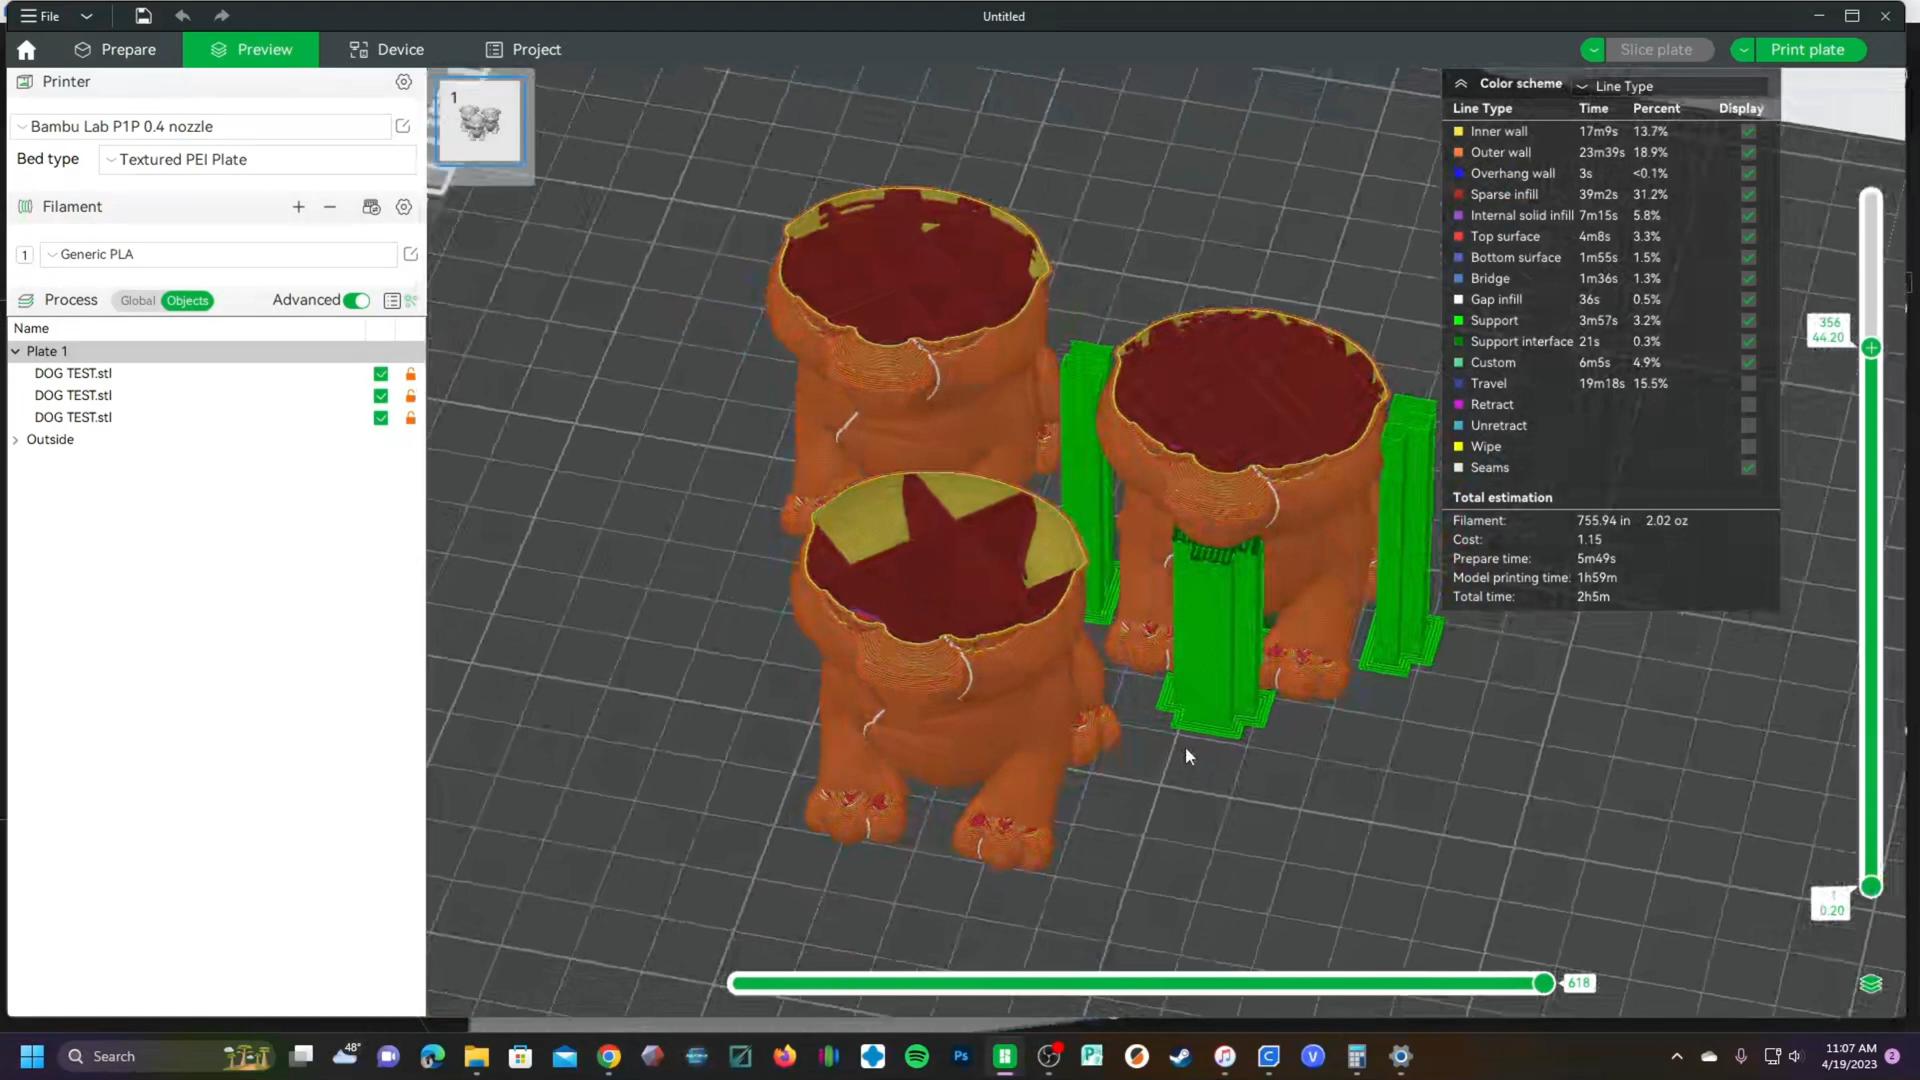 File
Untitled
Prepare
Preview
Device
Project
Slice plate
Print plate
Printer
Bambu Lab P1P 0.4 nozzle
Bed type
Textured PEI Plate
Filament
1
Generic PLA
Process
Global
Objects
Advanced
Name
Plate 1
DOG TEST.stl
DOG TEST.stl
DOG TEST.stl
Outside
1
Color scheme
Line Type
Line Type Time Percent Display
Inner wall 17m9s 13.7%
Outer wall 23m39s 18.9%
Overhang wall 3s <0.1%
Sparse infill 39m2s 31.2%
Internal solid infill 7m15s 5.8%
Top surface 4m8s 3.3%
Bottom surface 1m55s 1.5%
Bridge 1m36s 1.3%
Gap infill 36s 0.5%
Support 3m57s 3.2%
Support interface 21s 0.3%
Custom 6m5s 4.9%
Travel 19m18s 15.5%
Retract
Unretract
Wipe
Seams
Total estimation
Filament: 755.94 in 2.02 oz
Cost: 1.15
Prepare time: 5m49s
Model printing time: 1h59m
Total time: 2h5m
356
44.20
1
0.20
618
Search
48°
Ps
11:07 AM
4/19/2023
2